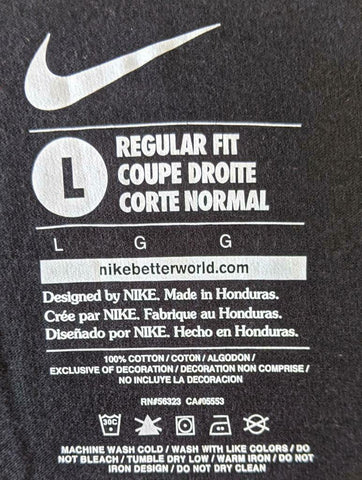 L
REGULAR FIT
COUPE DROITE
CORTE NORMAL
L G G
nikebetterworld.com
Designed by NIKE. Made in Honduras.
Crée par NIKE. Fabrique au Honduras.
Diseñado por NIKE. Hecho en Honduras.
100% COTTON / COTON / ALGODON /
EXCLUSIVE OF DECORATION / DECORATION NON COMPRISE /
NO INCLUYE LA DECORACION
RN#56323 CA#05553
30C
MACHINE WASH COLD / WASH WITH LIKE COLORS / DO
NOT BLEACH / TUMBLE DRY LOW / WARM IRON / DO NOT
IRON DESIGN / DO NOT DRY CLEAN